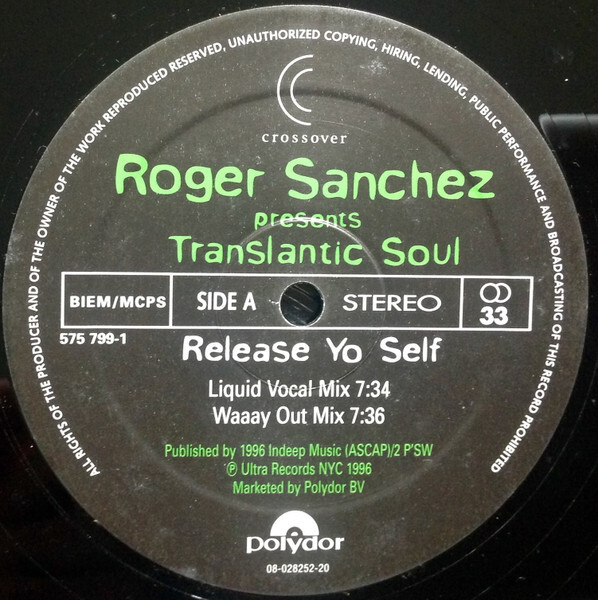 ALL RIGHTS OF THE PRODUCER AND OF THE OWNER OF THE WORK REPRODUCED RESERVED, UNAUTHORIZED COPYING, HIRING, LENDING, PUBLIC PERFORMANCE AND BROADCASTING OF THIS RECORD PROHIBITED
crossover
Roger Sanchez
presents
Translantic Soul
BIEM/MCPS SIDE A STEREO 33
575 799-1
Release Yo Self
Liquid Vocal Mix 7:34
Waaay Out Mix 7:36
Published by 1996 Indeep Music (ASCAP)/2 P'SW
℗ Ultra Records NYC 1996
Marketed by Polydor BV
polydor
08-028252-20